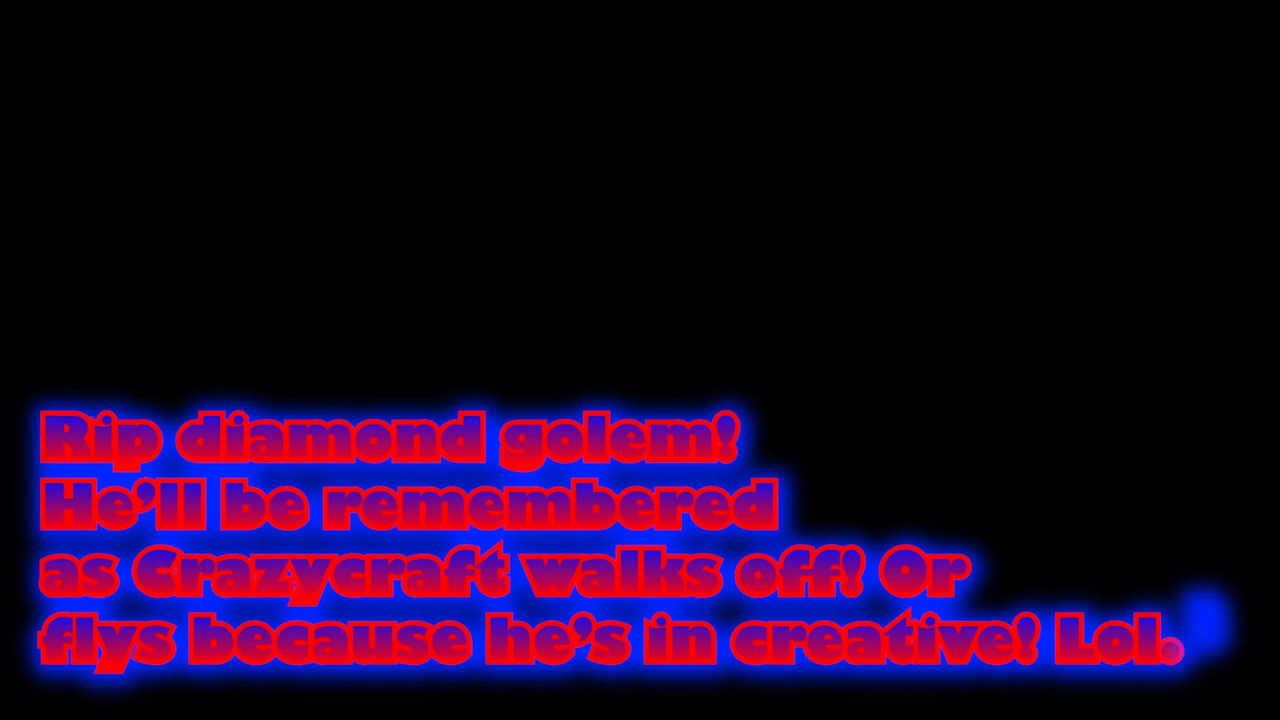 Rip diamond golem!
He'll be remembered
as Crazycraft walks off! Or
flys because he's in creative! Lol.